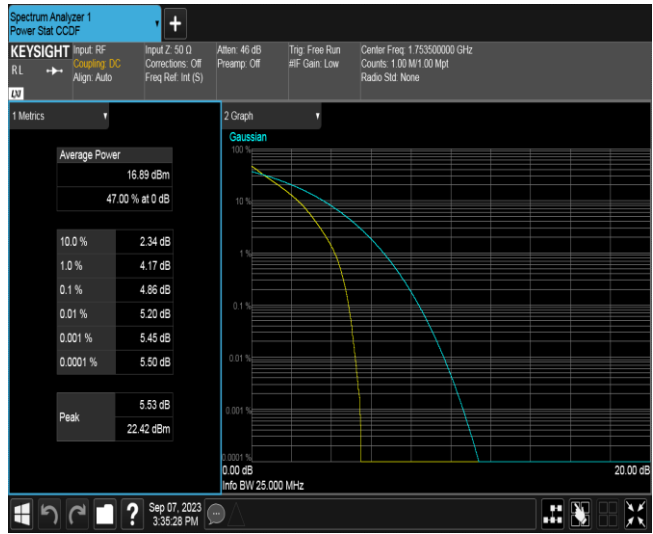 Spectrum Analyzer 1
Power Stat CCDF
+
KEYSIGHT
RL
LXI
Input: RF
Coupling: DC
Align: Auto
Input Z: 50 Ω
Corrections: Off
Freq Ref: Int (S)
Atten: 46 dB
Preamp: Off
Trig: Free Run
#IF Gain: Low
Center Freq: 1.753500000 GHz
Counts: 1.00 M/1.00 Mpt
Radio Std: None
1 Metrics
Average Power
16.89 dBm
47.00 % at 0 dB
10.0 % 2.34 dB
1.0 % 4.17 dB
0.1 % 4.86 dB
0.01 % 5.20 dB
0.001 % 5.45 dB
0.0001 % 5.50 dB
Peak
5.53 dB
22.42 dBm
2 Graph
Gaussian
100 %
10 %
1 %
0.1 %
0.01 %
0.001 %
0.0001 %
0.00 dB 20.00 dB
Info BW 25.000 MHz
?
Sep 07, 2023
3:35:28 PM